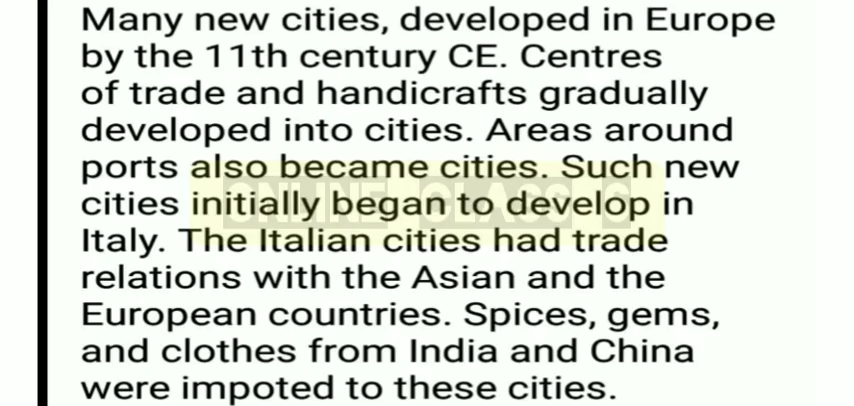 Many new cities, developed in Europe
by the 11th century CE. Centres
of trade and handicrafts gradually
developed into cities. Areas around
ports also became cities. Such new
cities initially began to develop in
Italy. The Italian cities had trade
relations with the Asian and the
European countries. Spices, gems,
and clothes from India and China
were impoted to these cities.
ONLINE CLASS 6